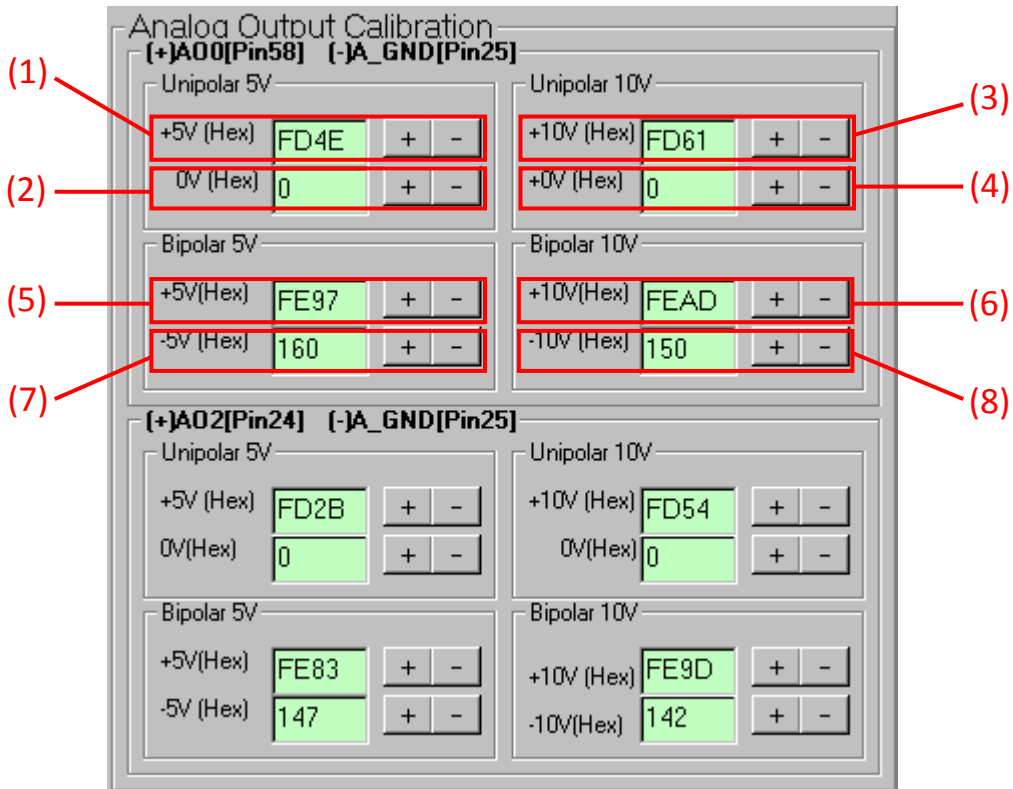 Analog Output Calibration
(+)AO0[Pin58] (-)A_GND[Pin25]
Unipolar 5V
Unipolar 10V
(1)
(3)
+5V (Hex) FD4E + -
+10V (Hex) FD61 + -
(2)
(4)
0V (Hex) 0 + -
+0V (Hex) 0 + -
Bipolar 5V
Bipolar 10V
(5)
(6)
+5V(Hex) FE97 + -
+10V(Hex) FEAD + -
-5V (Hex) 160 + -
-10V (Hex) 150 + -
(7)
(8)
(+)AO2[Pin24] (-)A_GND[Pin25]
Unipolar 5V
Unipolar 10V
+5V (Hex) FD2B + -
+10V (Hex) FD54 + -
0V(Hex) 0 + -
0V(Hex) 0 + -
Bipolar 5V
Bipolar 10V
+5V(Hex) FE83 + -
+10V (Hex) FE9D + -
-5V (Hex) 147 + -
-10V(Hex) 142 + -